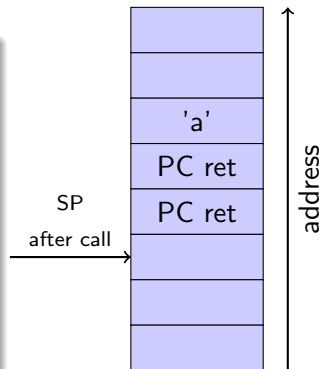 'a'
PC ret
PC ret
SP
after call
address